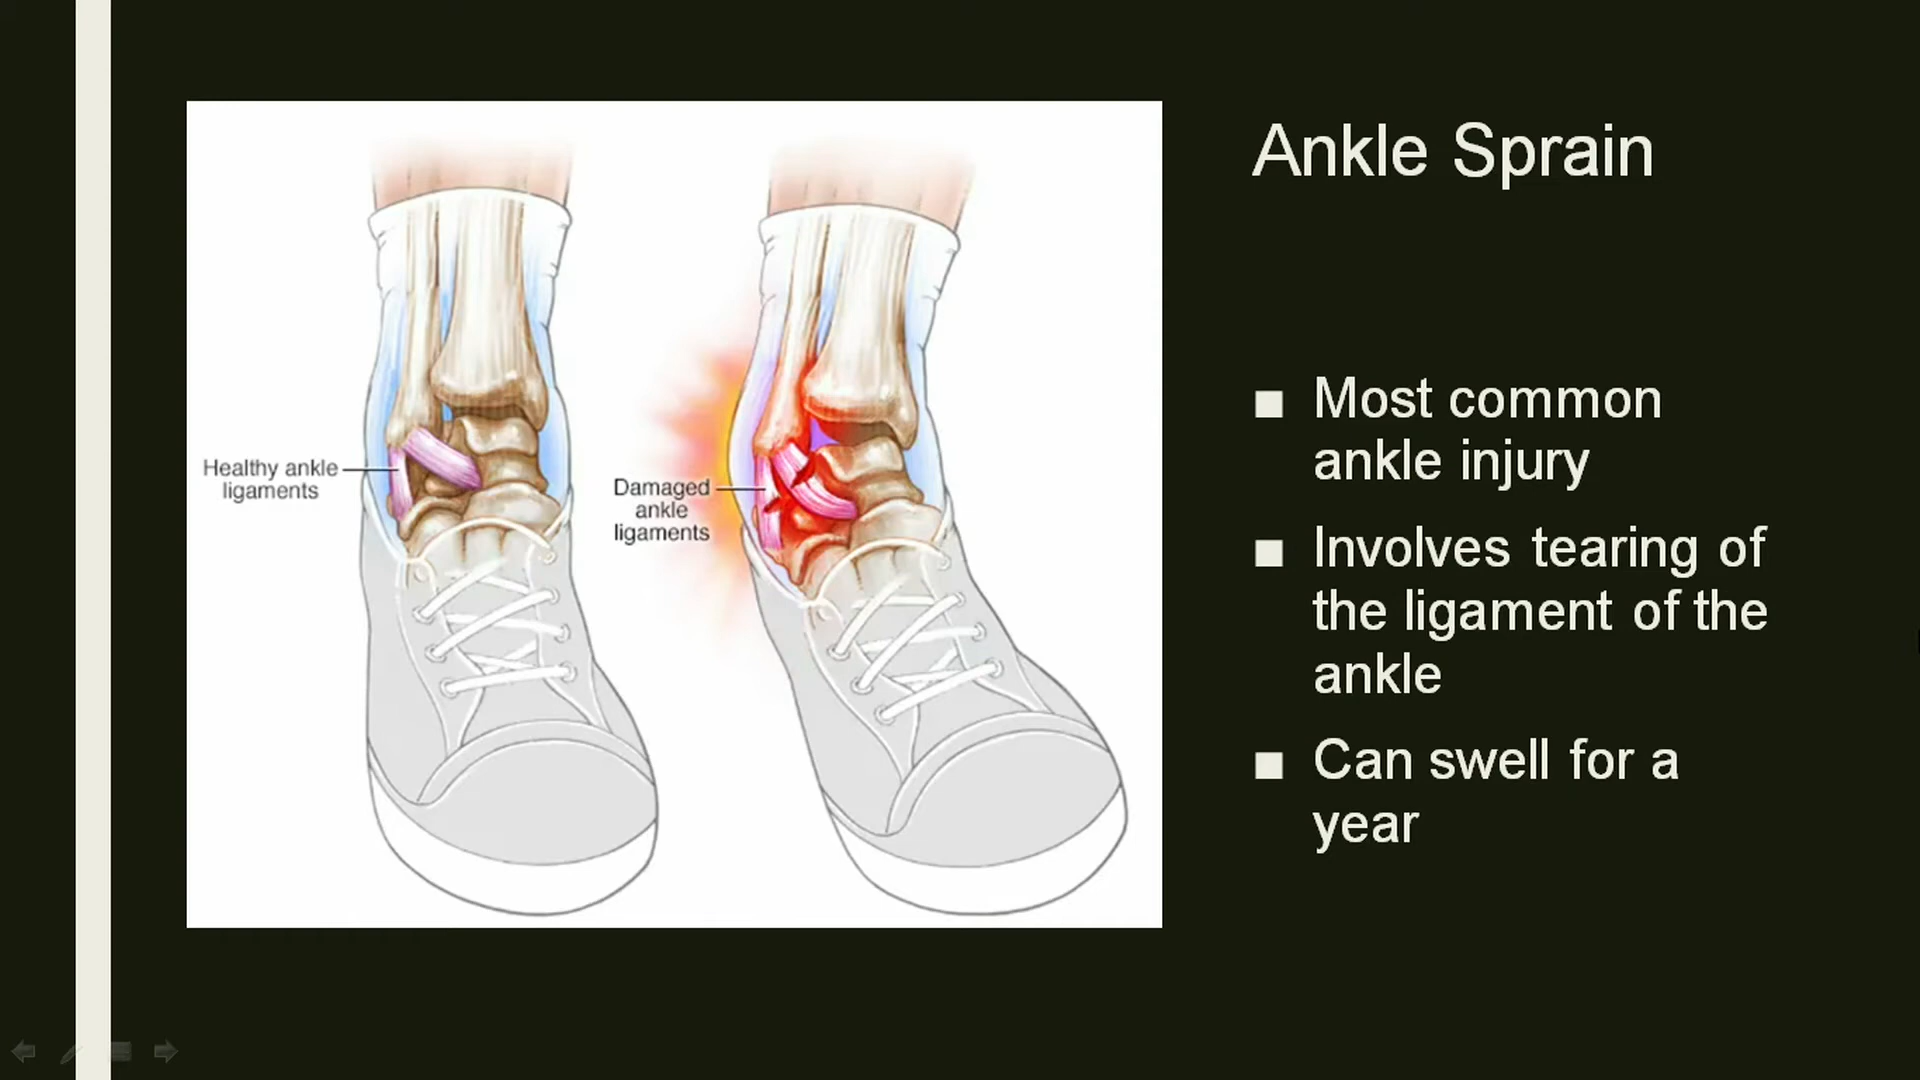 Ankle Sprain
Healthy ankle
ligaments
Damaged
ankle
ligaments
■ Most common
ankle injury
■ Involves tearing of
the ligament of the
ankle
■ Can swell for a
year